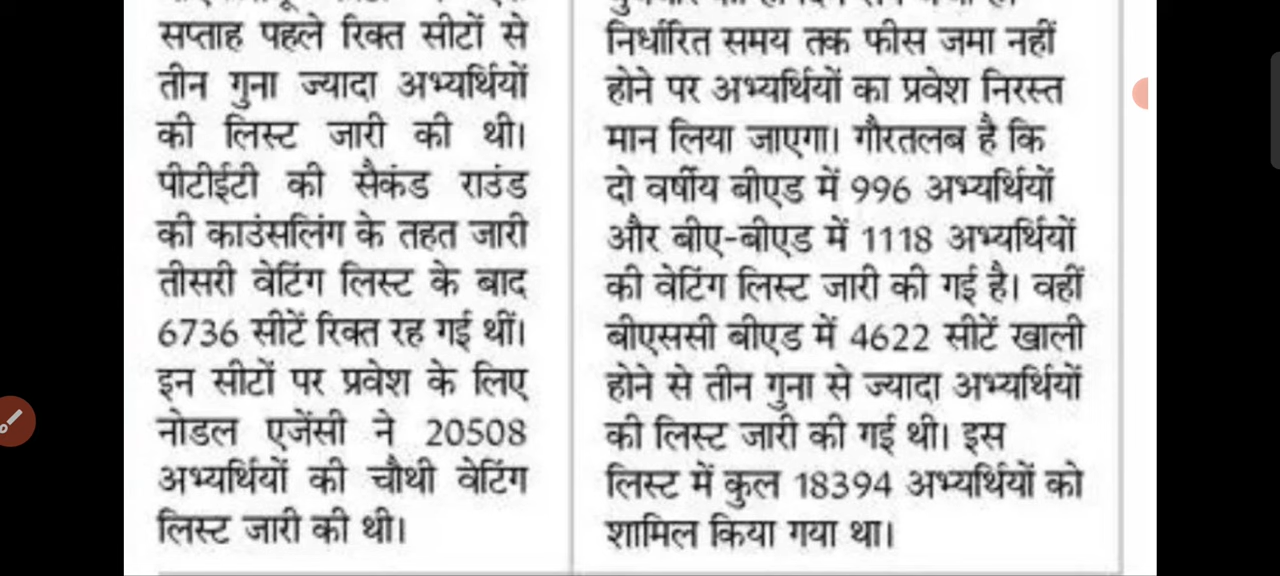 सप्ताह पहले रिक्त सीटों से
तीन गुना ज्यादा अभ्यर्थियों
की लिस्ट जारी की थी।
पीटीईटी की सैकंड राउंड
की काउंसलिंग के तहत जारी
तीसरी वेटिंग लिस्ट के बाद
6736 सीटें रिक्त रह गई थीं।
इन सीटों पर प्रवेश के लिए
नोडल एजेंसी ने 20508
अभ्यर्थियों की चौथी वेटिंग
लिस्ट जारी की थी।
निर्धारित समय तक फीस जमा नहीं
होने पर अभ्यर्थियों का प्रवेश निरस्त
मान लिया जाएगा। गौरतलब है कि
दो वर्षीय बीएड में 996 अभ्यर्थियों
और बीए-बीएड में 1118 अभ्यर्थियों
की वेटिंग लिस्ट जारी की गई है। वहीं
बीएससी बीएड में 4622 सीटें खाली
होने से तीन गुना से ज्यादा अभ्यर्थियों
की लिस्ट जारी की गई थी। इस
लिस्ट में कुल 18394 अभ्यर्थियों को
शामिल किया गया था।